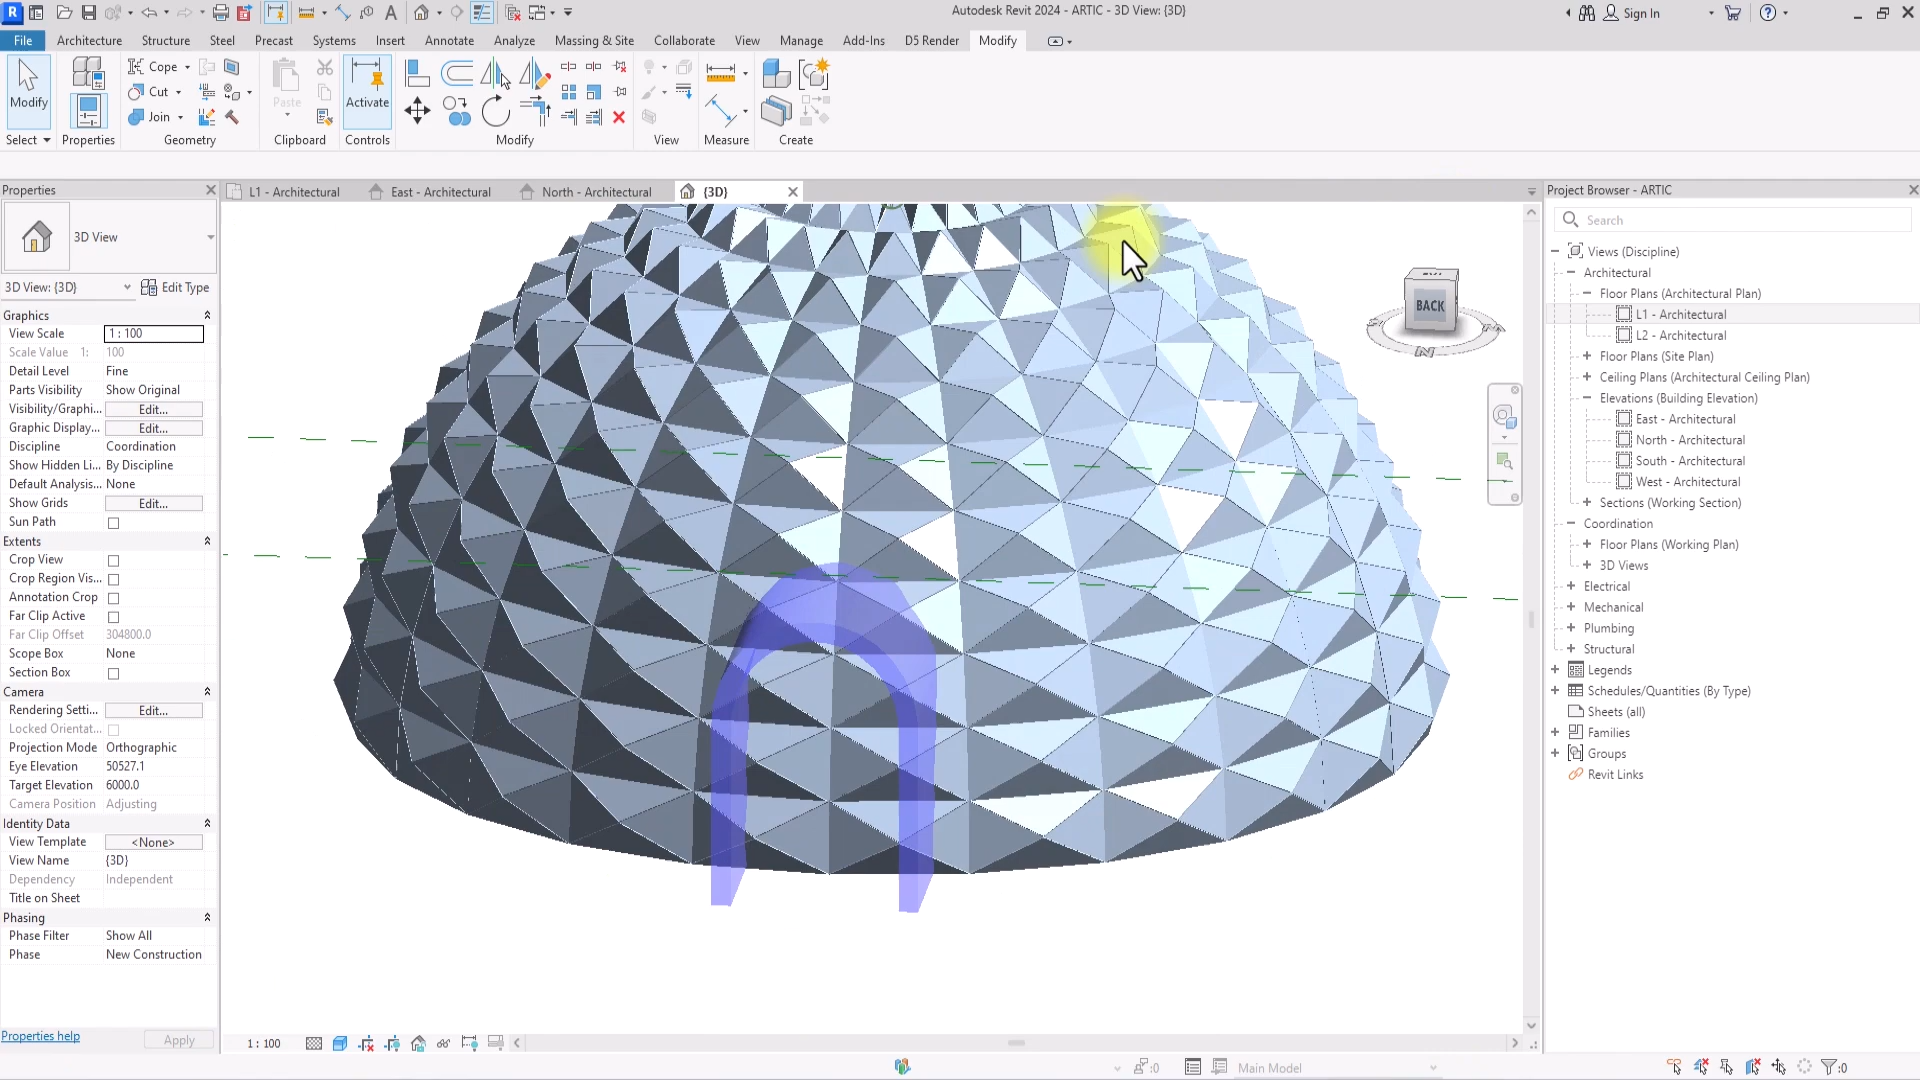 Autodesk Revit 2024 - ARTIC - 3D View: {3D}
Sign In
File Architecture Structure Steel Precast Systems Insert Annotate Analyze Massing & Site Collaborate View Manage Add-Ins D5 Render Modify
Modify
Cope
Cut
Join
Paste
Activate
Select Properties Geometry Clipboard Controls Modify View Measure Create
Properties
L1 - Architectural
East - Architectural
North - Architectural
{3D}
Project Browser - ARTIC
3D View
Search
3D View: {3D}
Edit Type
Graphics
View Scale 1 : 100
Scale Value 1: 100
Detail Level Fine
Parts Visibility Show Original
Visibility/Graphi... Edit...
Graphic Display... Edit...
Discipline Coordination
Show Hidden Li... By Discipline
Default Analysis... None
Show Grids Edit...
Sun Path
Extents
Crop View
Crop Region Vis...
Annotation Crop
Far Clip Active
Far Clip Offset 304800.0
Scope Box None
Section Box
Camera
Rendering Setti... Edit...
Locked Orientat...
Projection Mode Orthographic
Eye Elevation 50527.1
Target Elevation 6000.0
Camera Position Adjusting
Identity Data
View Template <None>
View Name {3D}
Dependency Independent
Title on Sheet
Phasing
Phase Filter Show All
Phase New Construction
Properties help
Apply
BACK
N
Views (Discipline)
Architectural
Floor Plans (Architectural Plan)
L1 - Architectural
L2 - Architectural
Floor Plans (Site Plan)
Ceiling Plans (Architectural Ceiling Plan)
Elevations (Building Elevation)
East - Architectural
North - Architectural
South - Architectural
West - Architectural
Sections (Working Section)
Coordination
Floor Plans (Working Plan)
3D Views
Electrical
Mechanical
Plumbing
Structural
Legends
Schedules/Quantities (By Type)
Sheets (all)
Families
Groups
Revit Links
1 : 100
:0
Main Model
:0